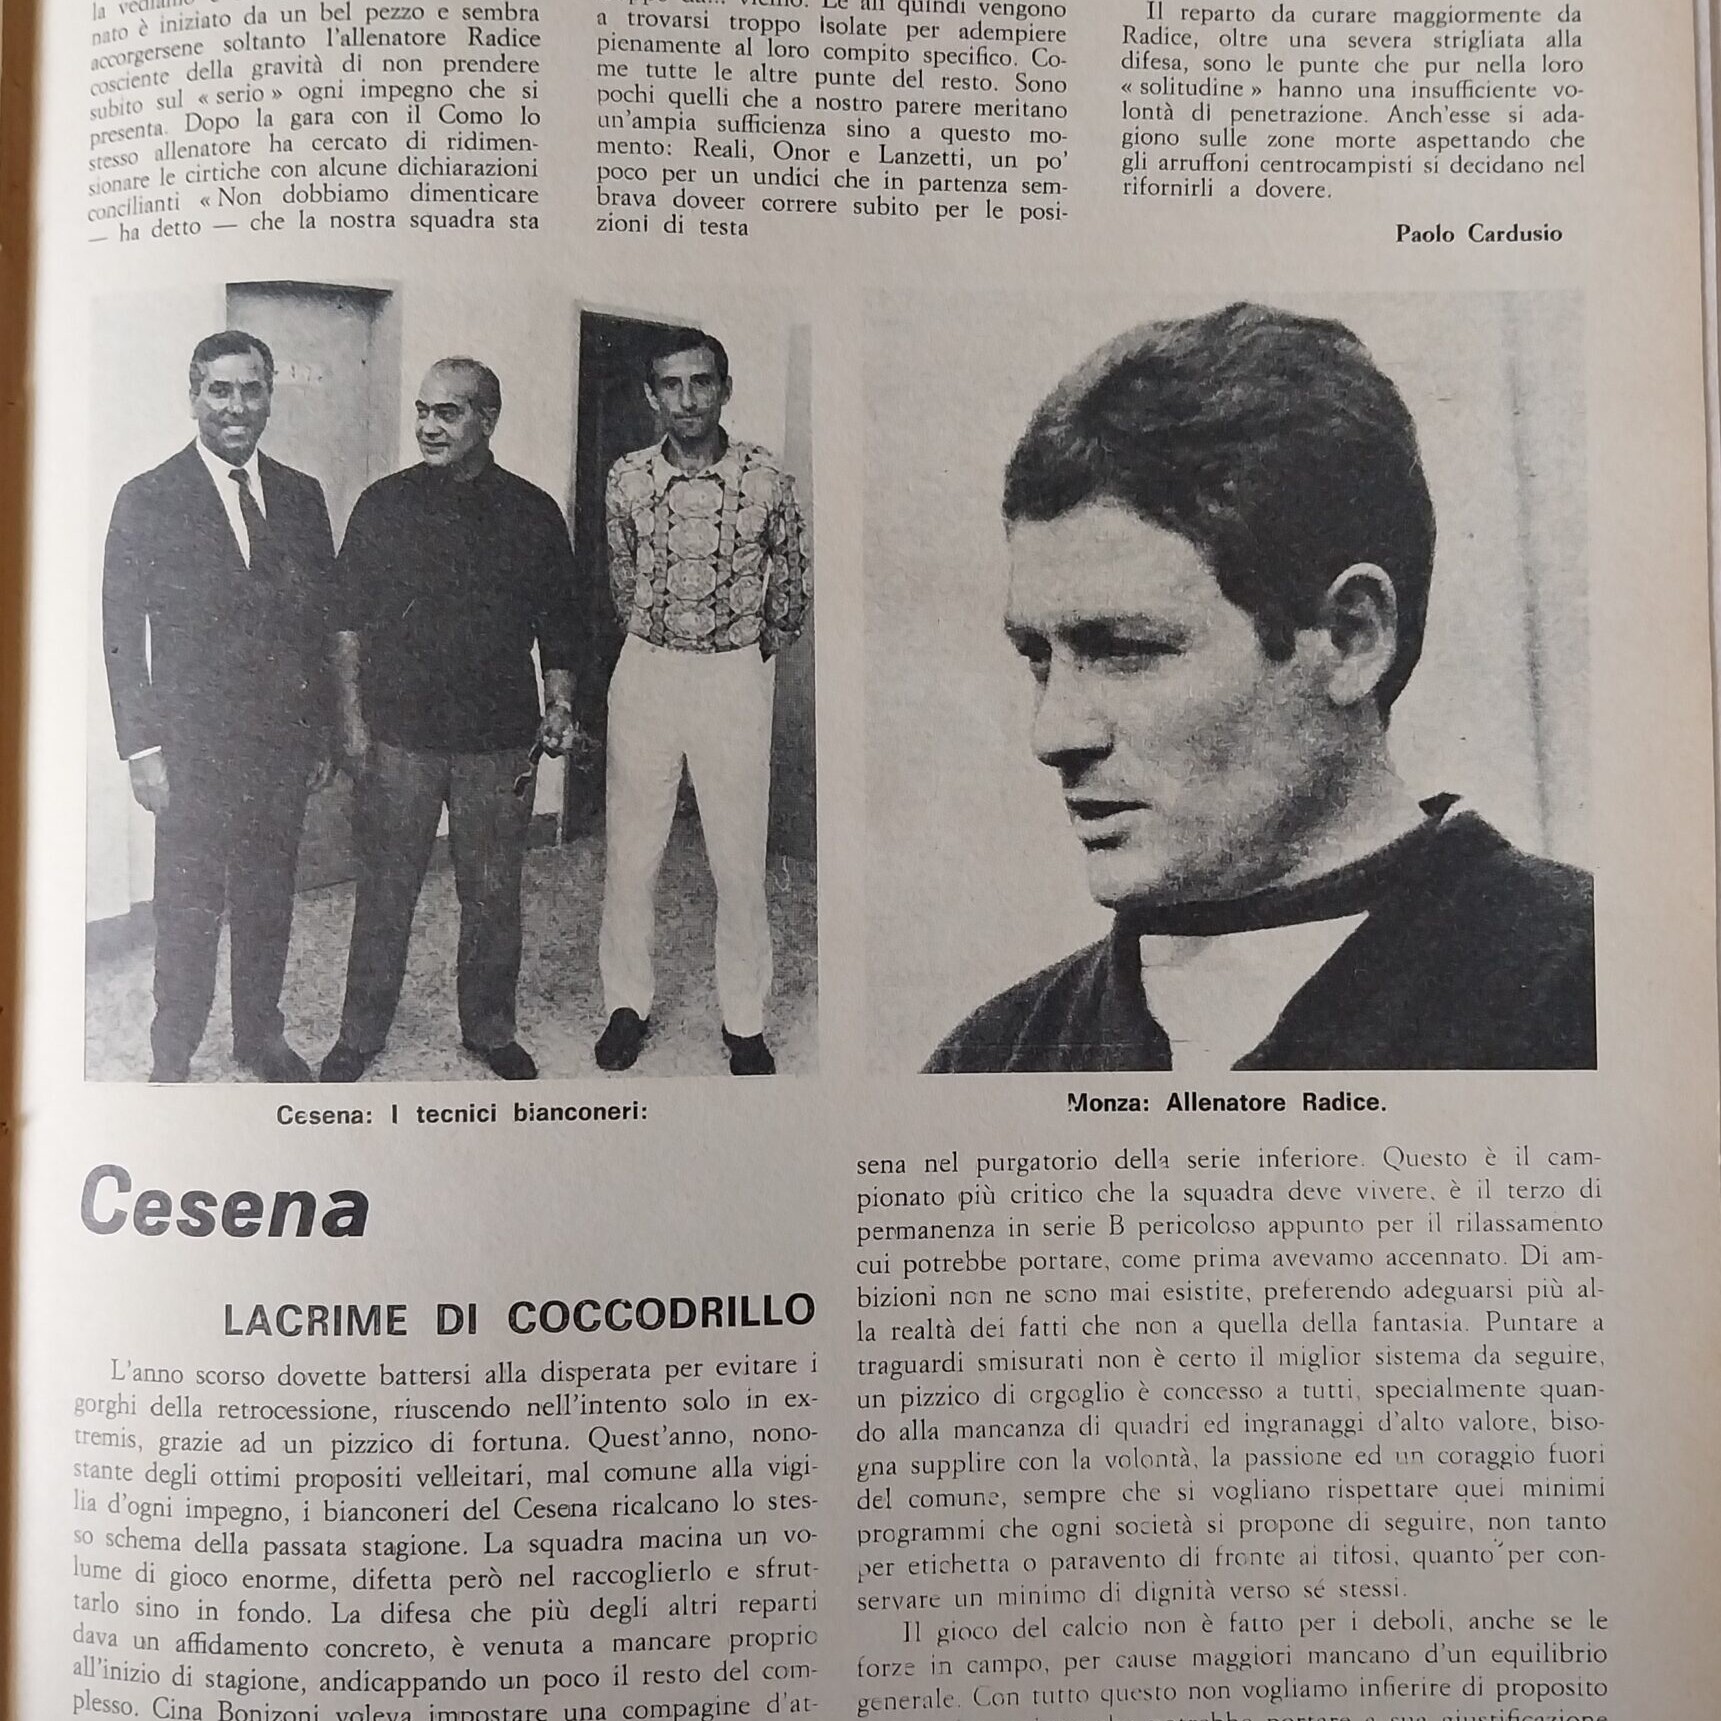 la
nato è iniziato da un bel pezzo e sembra
accorgersene soltanto l'allenatore Radice
cosciente della gravità di non prendere
subito sul « serio » ogni impegno che si
presenta. Dopo la gara con il Como lo
stesso allenatore ha cercato di ridimen-
sionare le cirtiche con alcune dichiarazioni
concilianti « Non dobbiamo dimenticare
— ha detto — che la nostra squadra sta
vicino. Le ali quindi vengono
a trovarsi troppo isolate per adempiere
pienamente al loro compito specifico. Co-
me tutte le altre punte del resto. Sono
pochi quelli che a nostro parere meritano
un'ampia sufficienza sino a questo mo-
mento: Reali, Onor e Lanzetti, un po'
poco per un undici che in partenza sem-
brava doveer correre subito per le posi-
zioni di testa
Il reparto da curare maggiormente da
Radice, oltre una severa strigliata alla
difesa, sono le punte che pur nella loro
« solitudine » hanno una insufficiente vo-
lontà di penetrazione. Anch'esse si ada-
giono sulle zone morte aspettando che
gli arruffoni centrocampisti si decidano nel
rifornirli a dovere.
Paolo Cardusio
Cesena: I tecnici bianconeri:
Monza: Allenatore Radice.
Cesena
LACRIME DI COCCODRILLO
L'anno scorso dovette battersi alla disperata per evitare i
gorghi della retrocessione, riuscendo nell'intento solo in ex-
tremis, grazie ad un pizzico di fortuna. Quest'anno, nono-
stante degli ottimi propositi velleitari, mal comune alla vigi-
lia d'ogni impegno, i bianconeri del Cesena ricalcano lo stes-
so schema della passata stagione. La squadra macina un vo-
lume di gioco enorme, difetta però nel raccoglierlo e sfrut-
tarlo sino in fondo. La difesa che più degli altri reparti
dava un affidamento concreto, è venuta a mancare proprio
all'inizio di stagione, andicappando un poco il resto del com-
plesso. Cina Bonizoni voleva impostare una compagine d'at-
sena nel purgatorio della serie inferiore. Questo è il cam-
pionato più critico che la squadra deve vivere, è il terzo di
permanenza in serie B pericoloso appunto per il rilassamento
cui potrebbe portare, come prima avevamo accennato. Di am-
bizioni non ne sono mai esistite, preferendo adeguarsi più al-
la realtà dei fatti che non a quella della fantasia. Puntare a
traguardi smisurati non è certo il miglior sistema da seguire,
un pizzico di orgoglio è concesso a tutti, specialmente quan-
do alla mancanza di quadri ed ingranaggi d'alto valore, biso-
gna supplire con la volontà, la passione ed un coraggio fuori
del comune, sempre che si vogliano rispettare quei minimi
programmi che ogni società si propone di seguire, non tanto
per etichetta o paravento di fronte ai tifosi, quanto per con-
servare un minimo di dignità verso sé stessi.
Il gioco del calcio non è fatto per i deboli, anche se le
forze in campo, per cause maggiori mancano d'un equilibrio
generale. Con tutto questo non vogliamo infierire di proposito